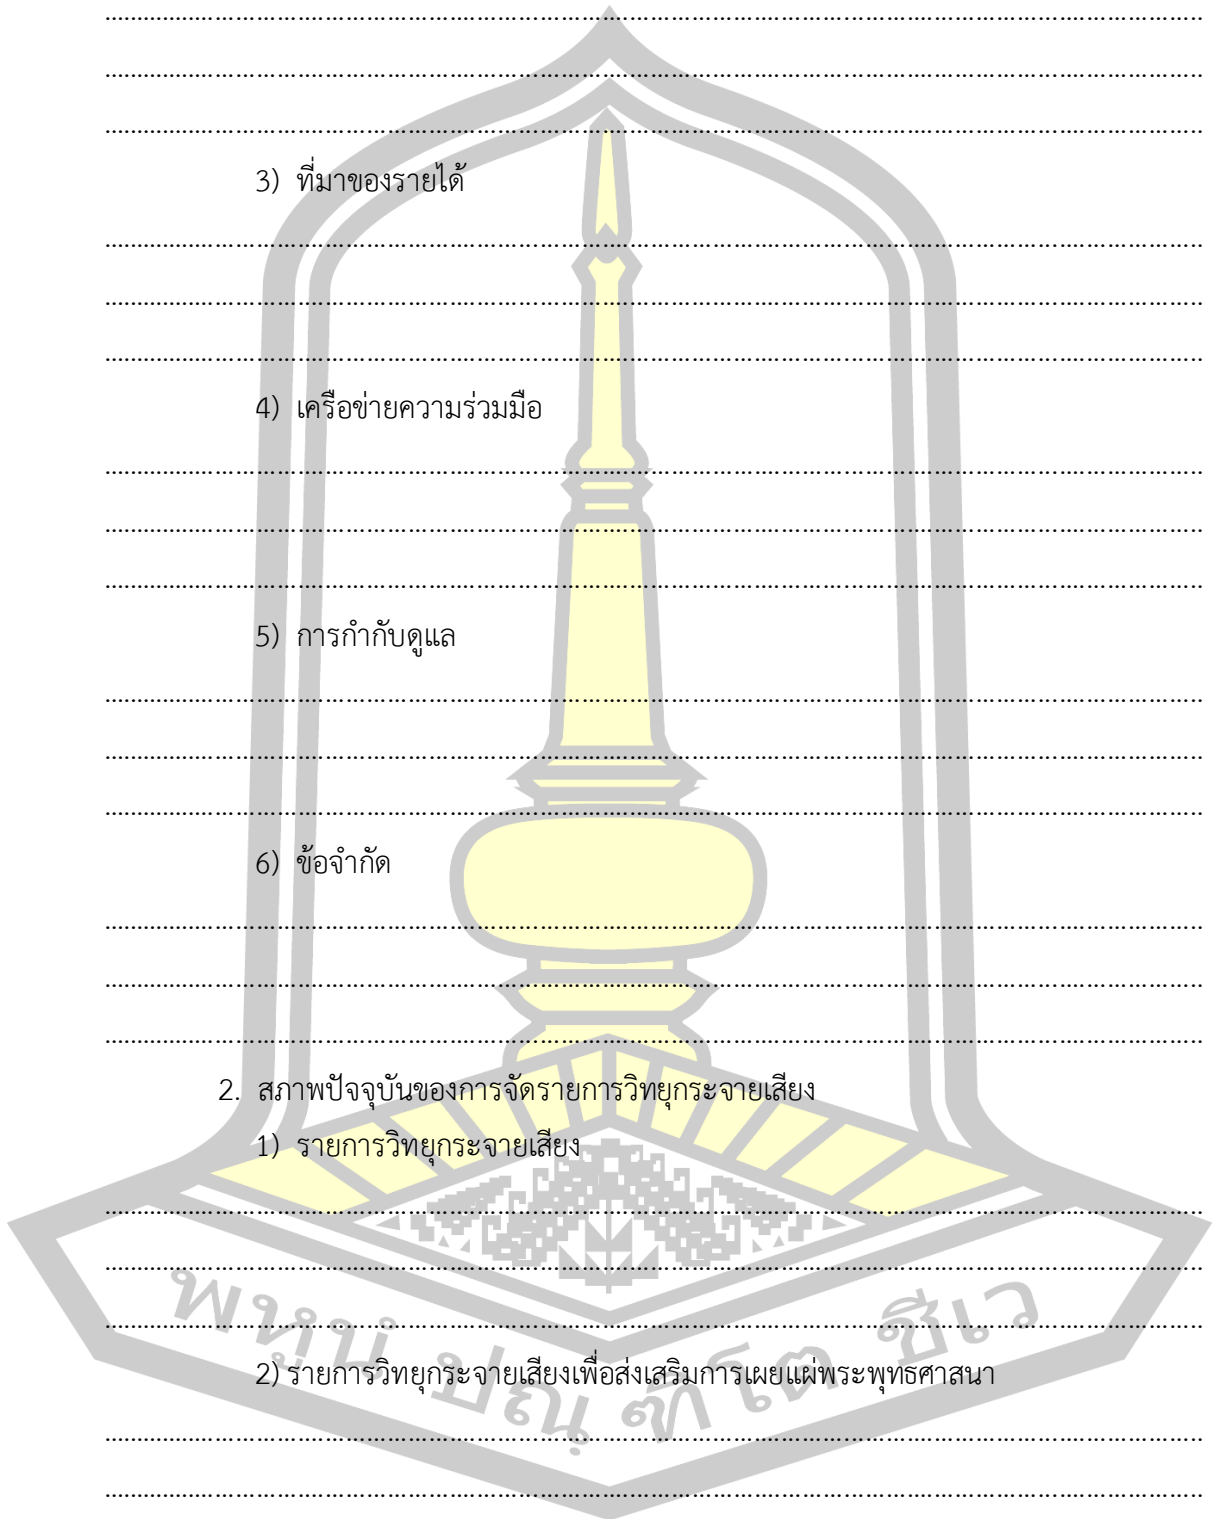 3) ที่มาของรายได้
4) เครือข่ายความร่วมมือ
5) การกำกับดูแล
6) ข้อจำกัด
2. สภาพปัจจุบันของการจัดรายการวิทยุกระจายเสียง
1) รายการวิทยุกระจายเสียง
พหูนํ ปณฺฑิโต ชีเว
2) รายการวิทยุกระจายเสียงเพื่อส่งเสริมการเผยแผ่พระพุทธศาสนา